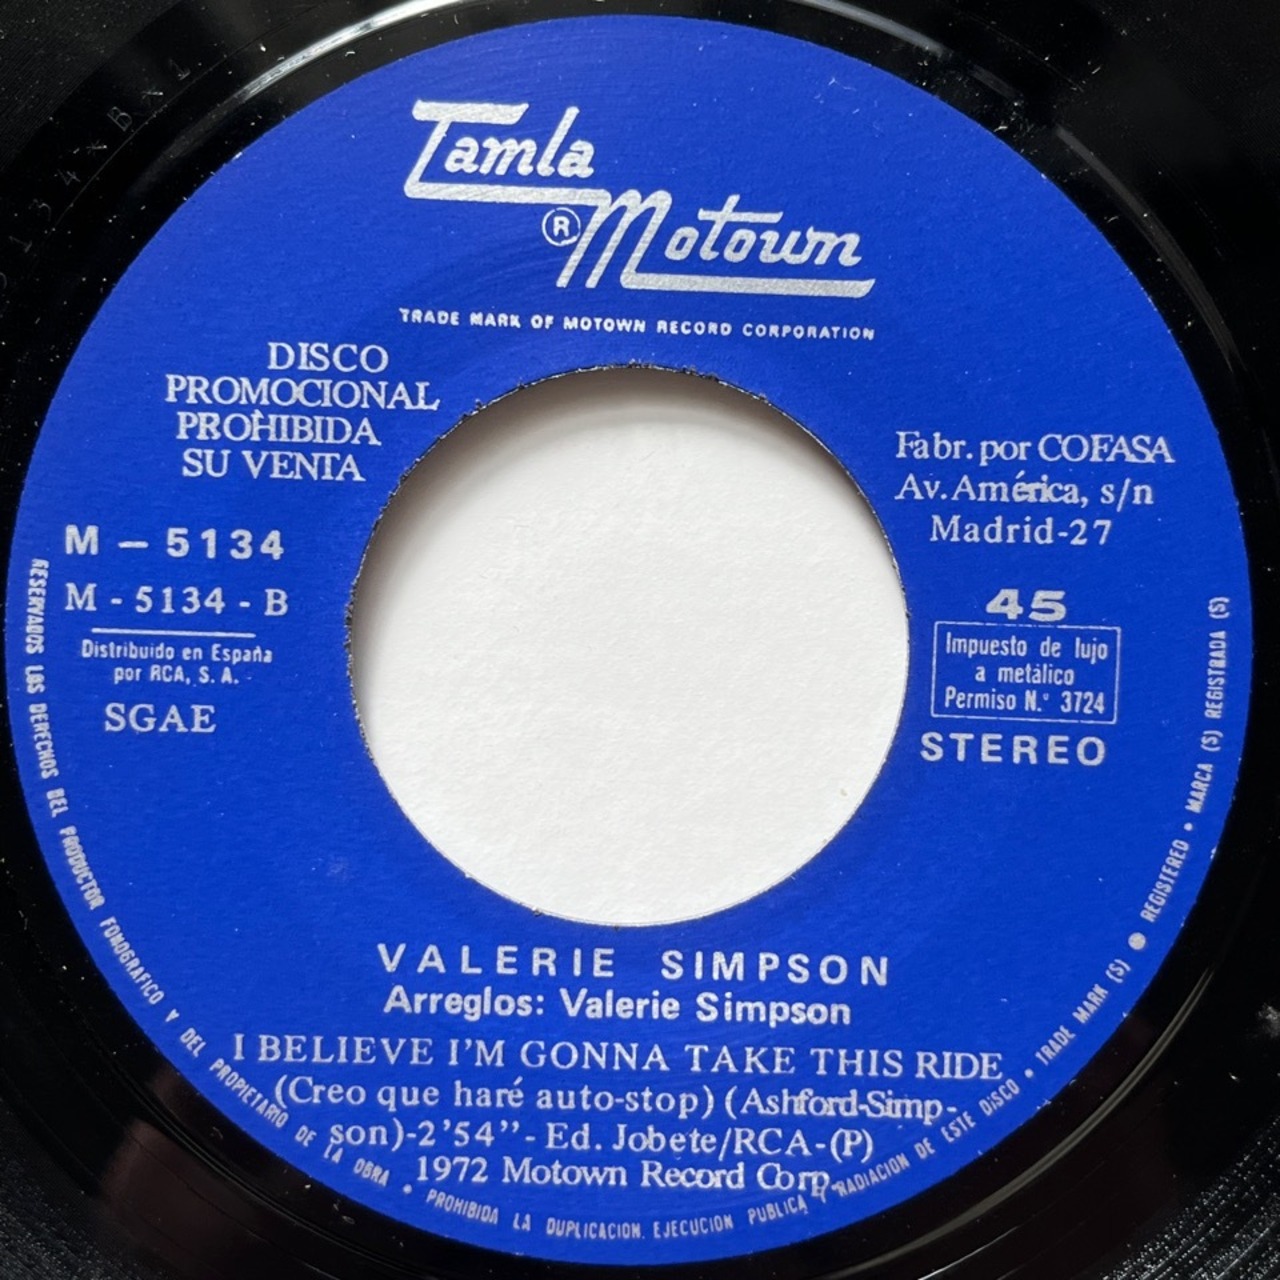 Tamla
® Motown
TRADE MARK OF MOTOWN RECORD CORPORATION
DISCO
PROMOCIONAL
PROHIBIDA
SU VENTA
M – 5134
M - 5134 - B
Distribuido en España
por RCA, S. A.
SGAE
Fabr. por COFASA
Av. América, s/n
Madrid-27
45
Impuesto de lujo
a metálico
Permiso N.º 3724
STEREO
VALERIE SIMPSON
Arreglos: Valerie Simpson
I BELIEVE I'M GONNA TAKE THIS RIDE
(Creo que haré auto-stop) (Ashford-Simp-
son)-2'54"- Ed. Jobete/RCA-(P)
1972 Motown Record Corp.
RESERVADOS LOS DERECHOS DEL PRODUCTOR FONOGRAFICO Y DEL PROPIETARIO DE LA OBRA • PROHIBIDA LA DUPLICACION, EJECUCION PUBLICA Y RADIACION DE ESTE DISCO • TRADE MARK (S) ● REGISTERED • MARCA (S) REGISTRADA (S)